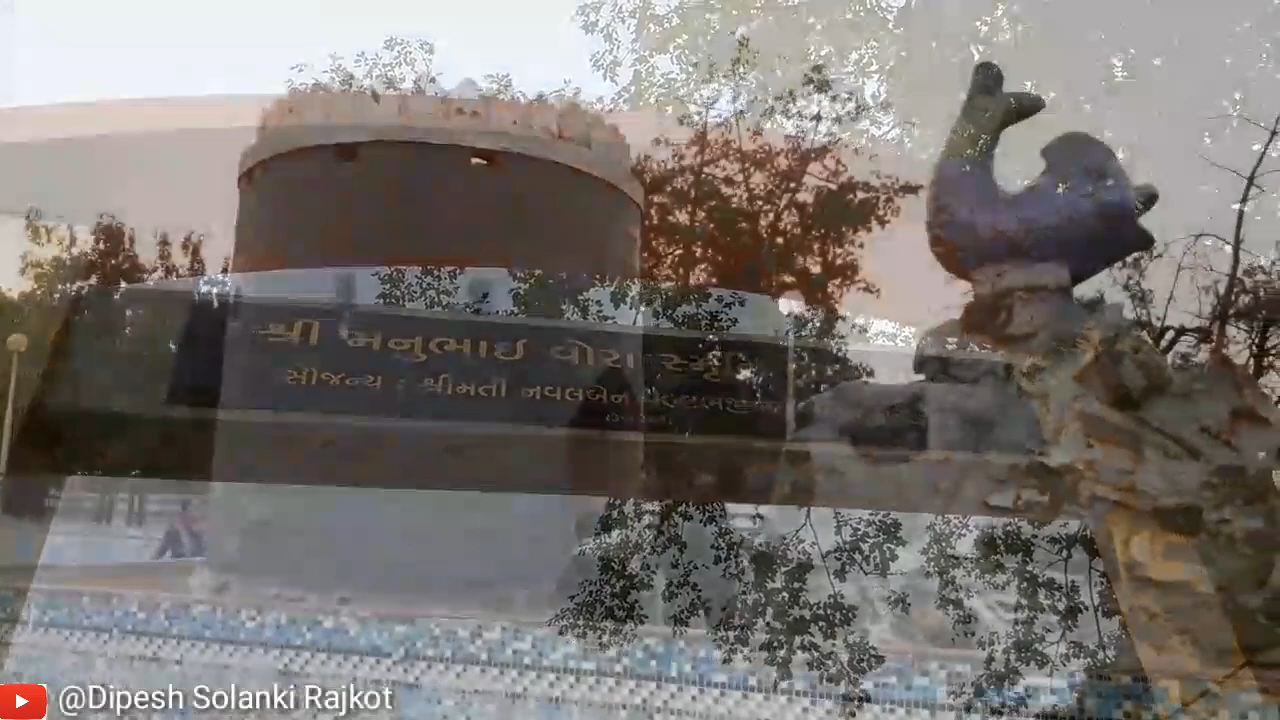 શ્રી મનુભાઇ વોરા
સૌજન્ય : શ્રીમતી નવલબેન
@Dipesh Solanki Rajkot